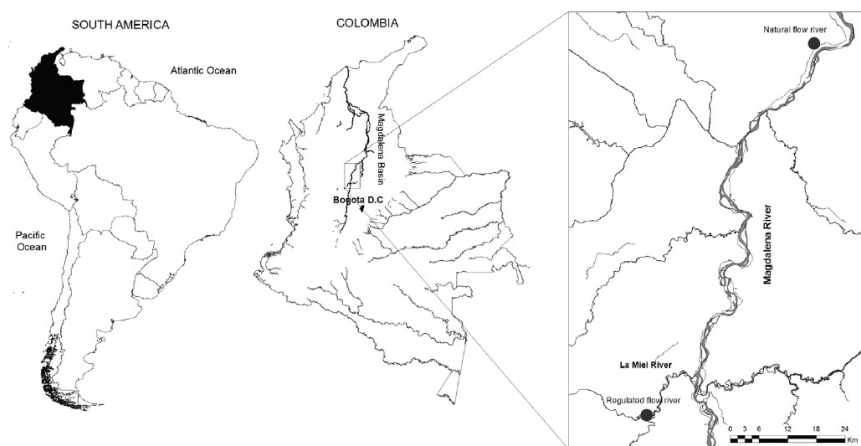 SOUTH AMERICA
Atlantic Ocean
Pacific
Ocean
COLOMBIA
Magdalena Basin
Bogota D.C
Natural flow river
Magdalena River
La Miel River
Regulated flow river
0 3 6 12 18 24
Km